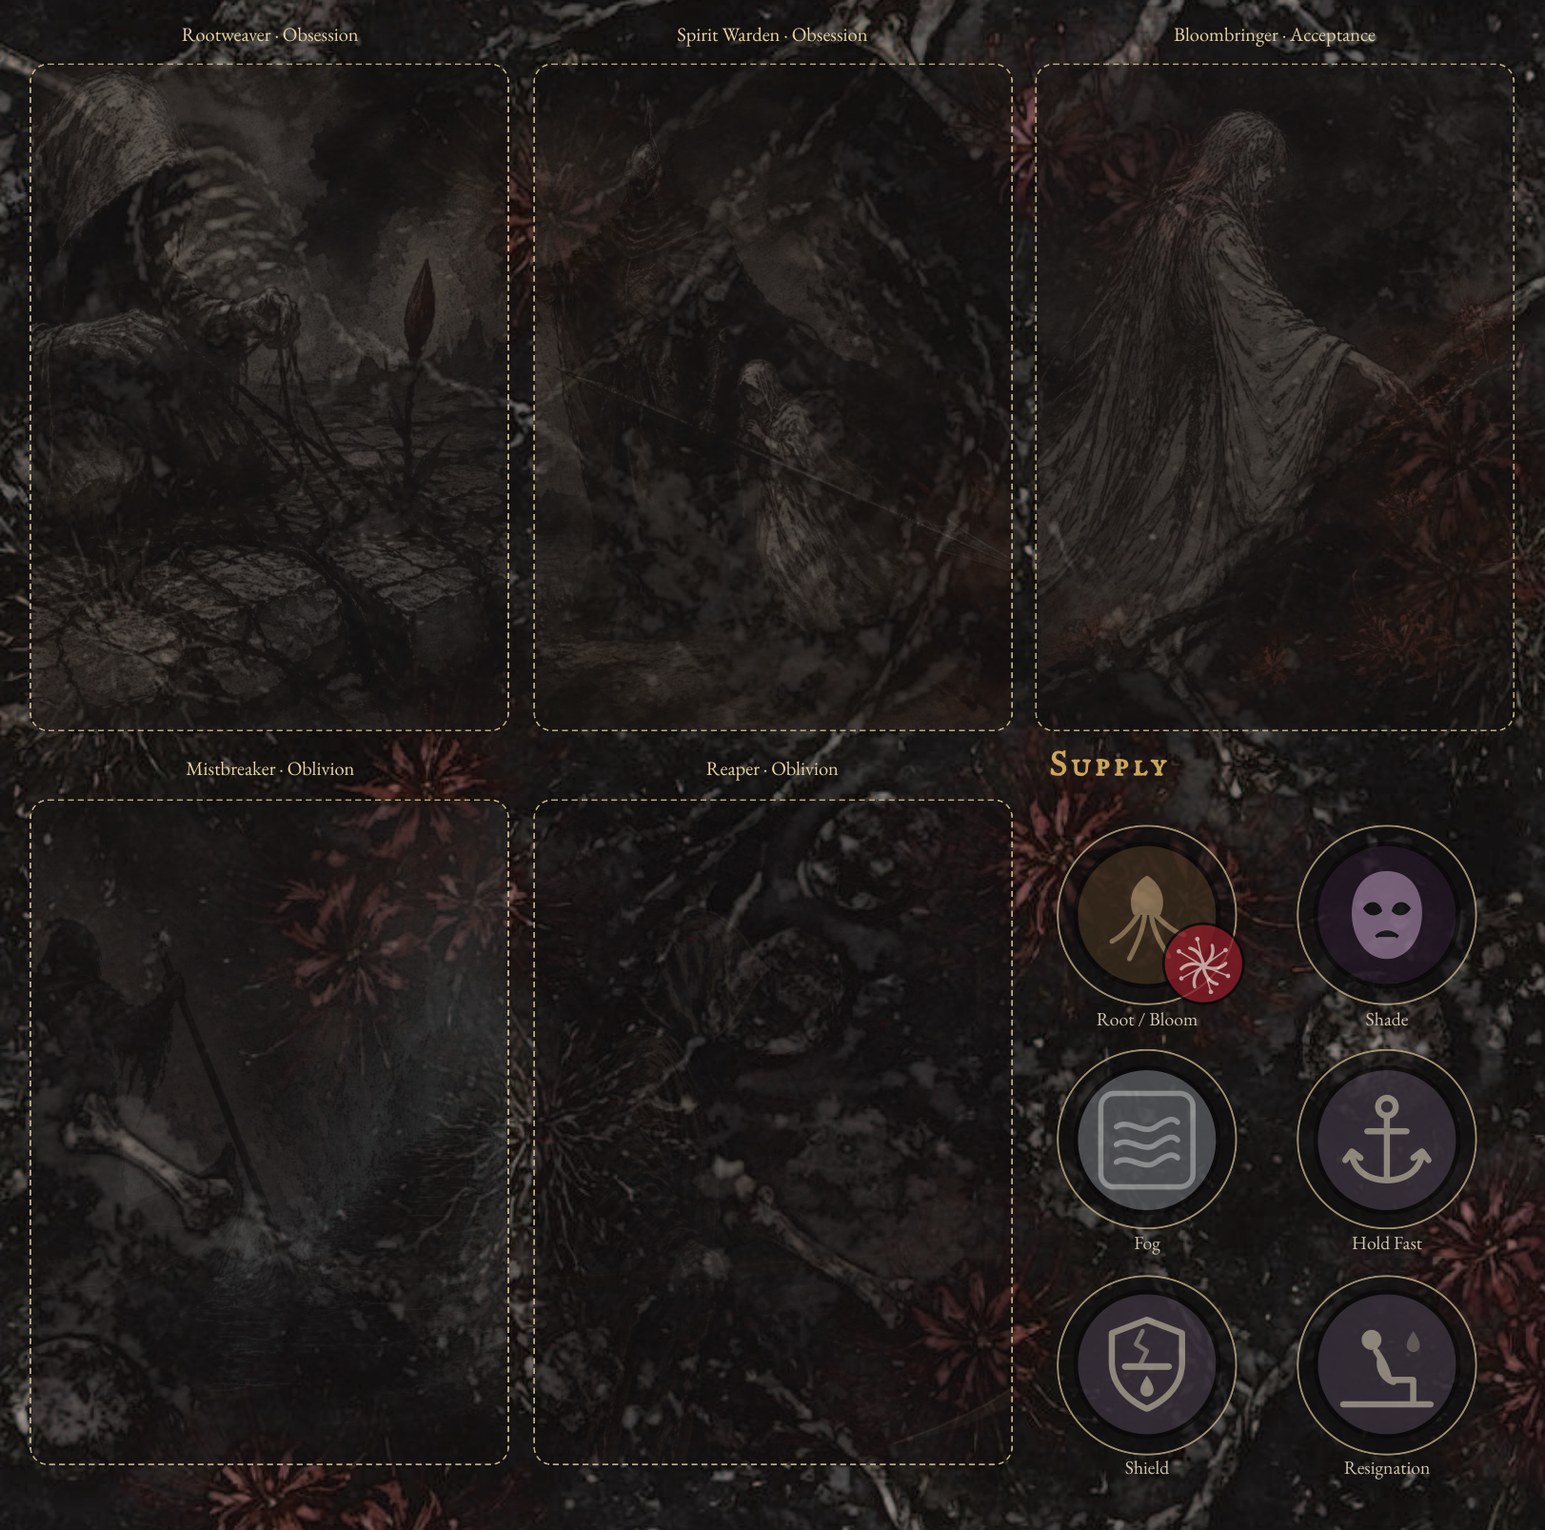 Rootweaver · Obsession
Spirit Warden · Obsession
Bloombringer · Acceptance
Mistbreaker · Oblivion
Reaper · Oblivion
Supply
Root / Bloom
Shade
Fog
Hold Fast
Shield
Resignation